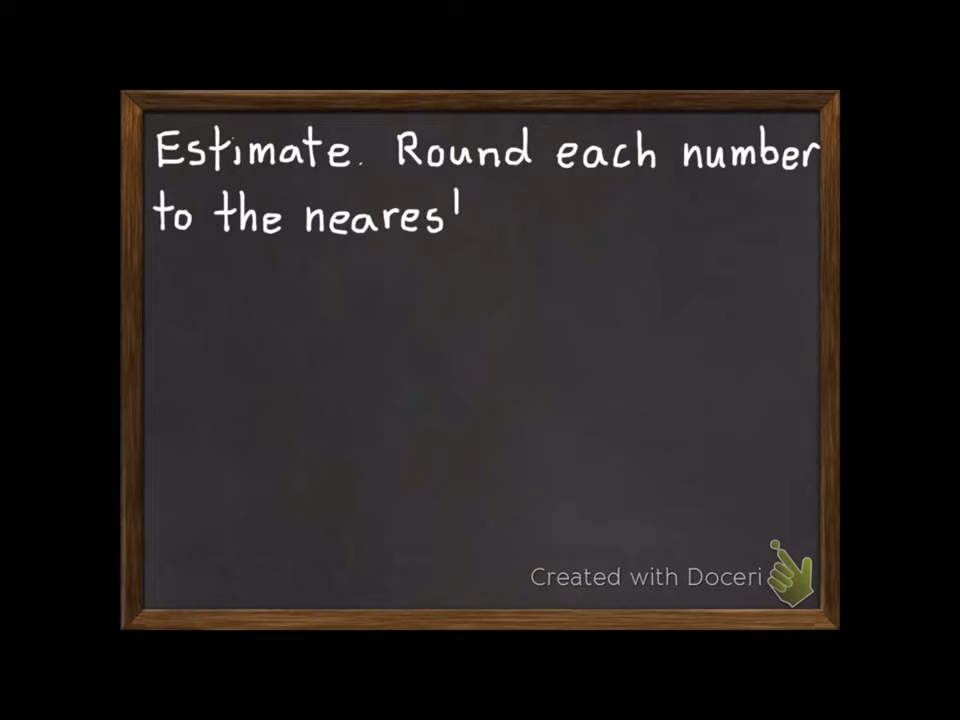 Estimate. Round each number
to the neares
Created with Doceri